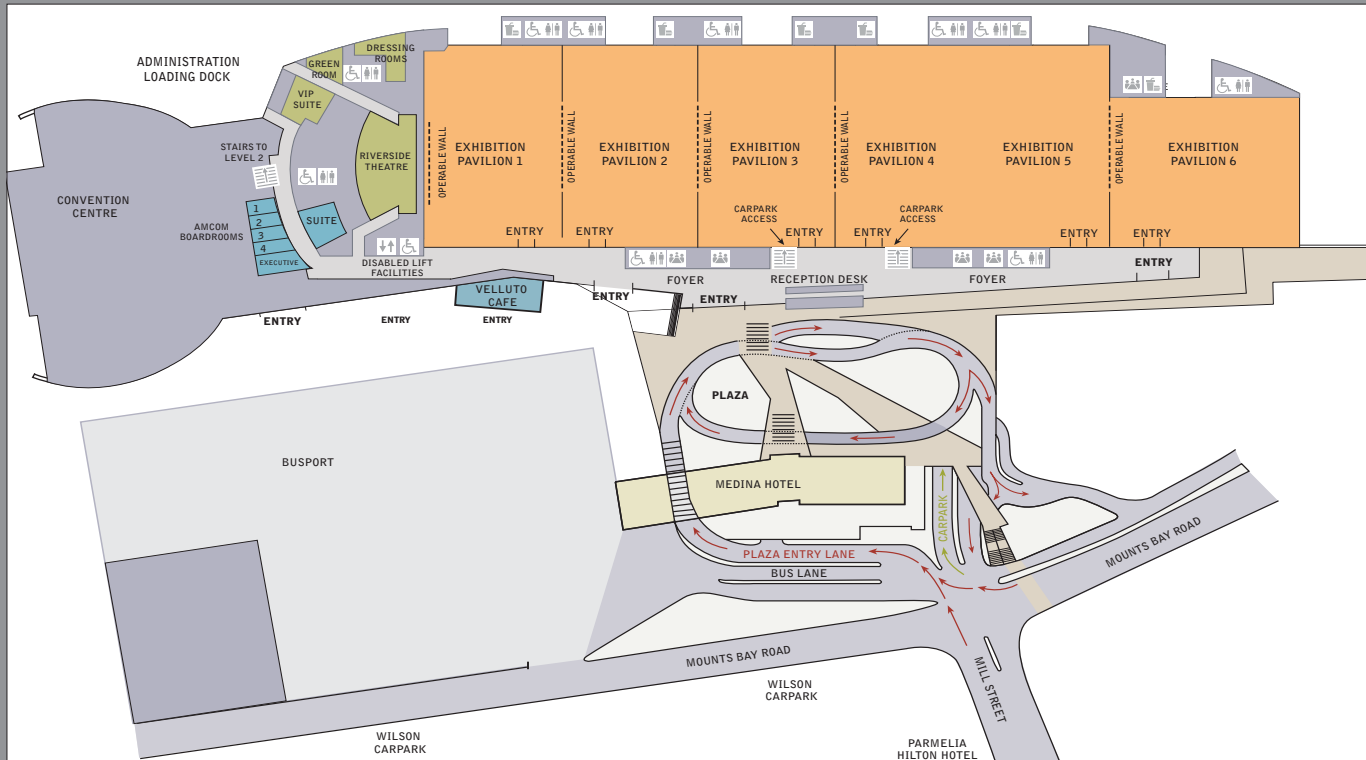 ADMINISTRATION
LOADING DOCK
DRESSING
ROOMS
GREEN
ROOM
VIP
SUITE
STAIRS TO
LEVEL 2
RIVERSIDE
THEATRE
CONVENTION
CENTRE
AMCOM
BOARDROOMS
1
2
3
4
EXECUTIVE
SUITE
DISABLED LIFT
FACILITIES
OPERABLE WALL
EXHIBITION
PAVILION 1
OPERABLE WALL
EXHIBITION
PAVILION 2
OPERABLE WALL
EXHIBITION
PAVILION 3
OPERABLE WALL
EXHIBITION
PAVILION 4
EXHIBITION
PAVILION 5
OPERABLE WALL
EXHIBITION
PAVILION 6
CARPARK
ACCESS
CARPARK
ACCESS
ENTRY
ENTRY
ENTRY
ENTRY
ENTRY
ENTRY
ENTRY
FOYER
RECEPTION DESK
FOYER
VELLUTO
CAFE
ENTRY
ENTRY
ENTRY
ENTRY
ENTRY
PLAZA
BUSPORT
MEDINA HOTEL
CARPARK
PLAZA ENTRY LANE
BUS LANE
MOUNTS BAY ROAD
MOUNTS BAY ROAD
MILL STREET
WILSON
CARPARK
WILSON
CARPARK
PARMELIA
HILTON HOTEL